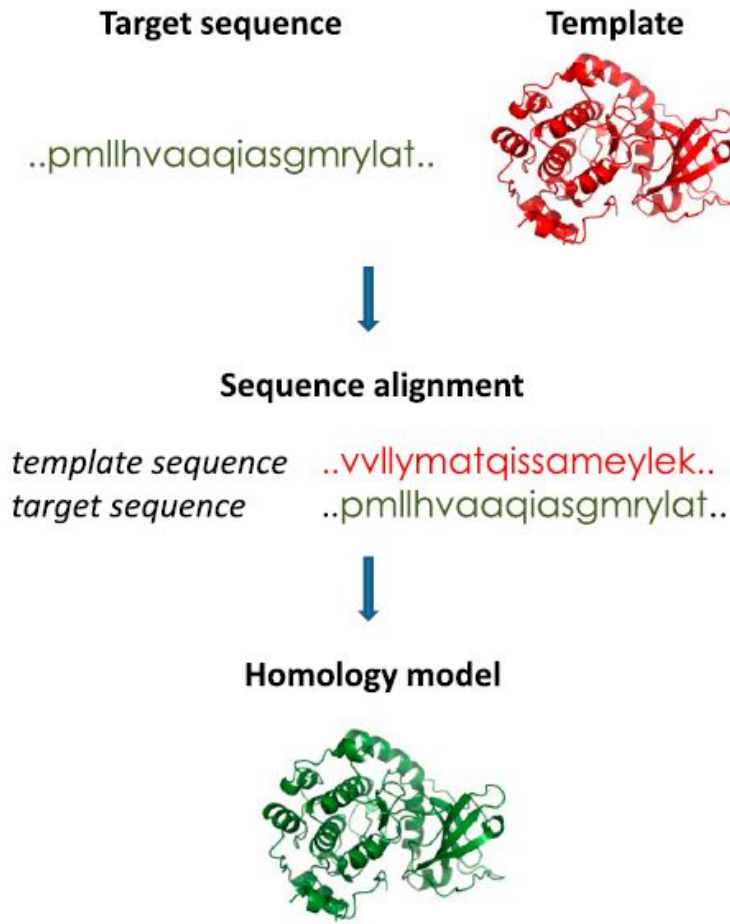 Target sequence
Template
..pmllhvaaqiasgmrylat..
Sequence alignment
template sequence ..vvllymatqissameylek..
target sequence ..pmllhvaaqiasgmrylat..
Homology model